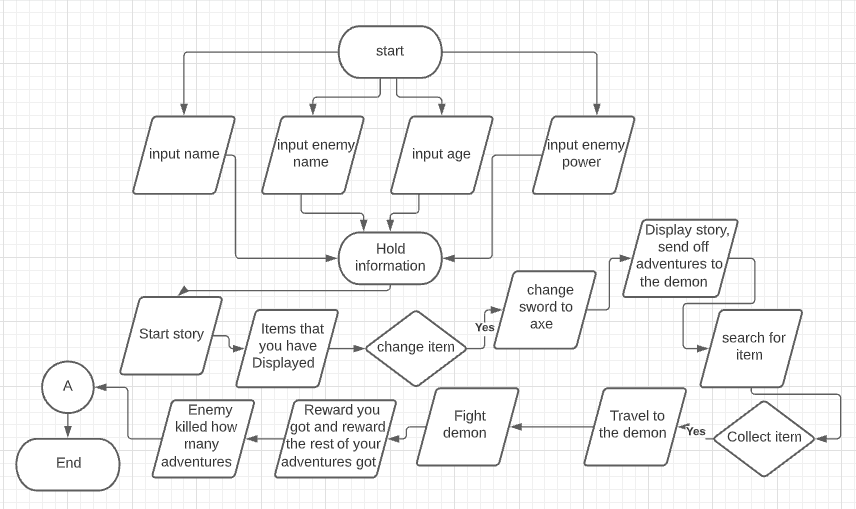 start
input name
input enemy
name
input age
input enemy
power
Hold
information
Display story,
send off
adventures to
the demon
change
sword to
axe
Start story
Items that
you have
Displayed
change item
Yes
search for
item
A
Enemy
killed how
many
adventures
Reward you
got and reward
the rest of your
adventures got
Fight
demon
Travel to
the demon
Yes
Collect item
End